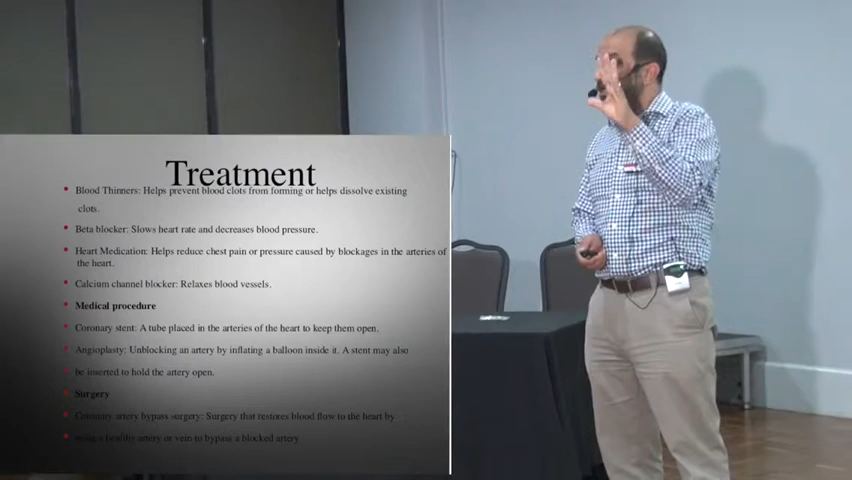 Treatment
• Blood Thinners: Helps prevent blood clots from forming or helps dissolve existing
clots.
• Beta blocker: Slows heart rate and decreases blood pressure.
• Heart Medication: Helps reduce chest pain or pressure caused by blockages in the arteries of
the heart.
• Calcium channel blocker: Relaxes blood vessels.
• Medical procedure
• Coronary stent: A tube placed in the arteries of the heart to keep them open.
• Angioplasty: Unblocking an artery by inflating a balloon inside it. A stent may also
• be inserted to hold the artery open.
• Surgery
• Coronary artery bypass surgery: Surgery that restores blood flow to the heart by
• using a healthy artery or vein to bypass a blocked artery